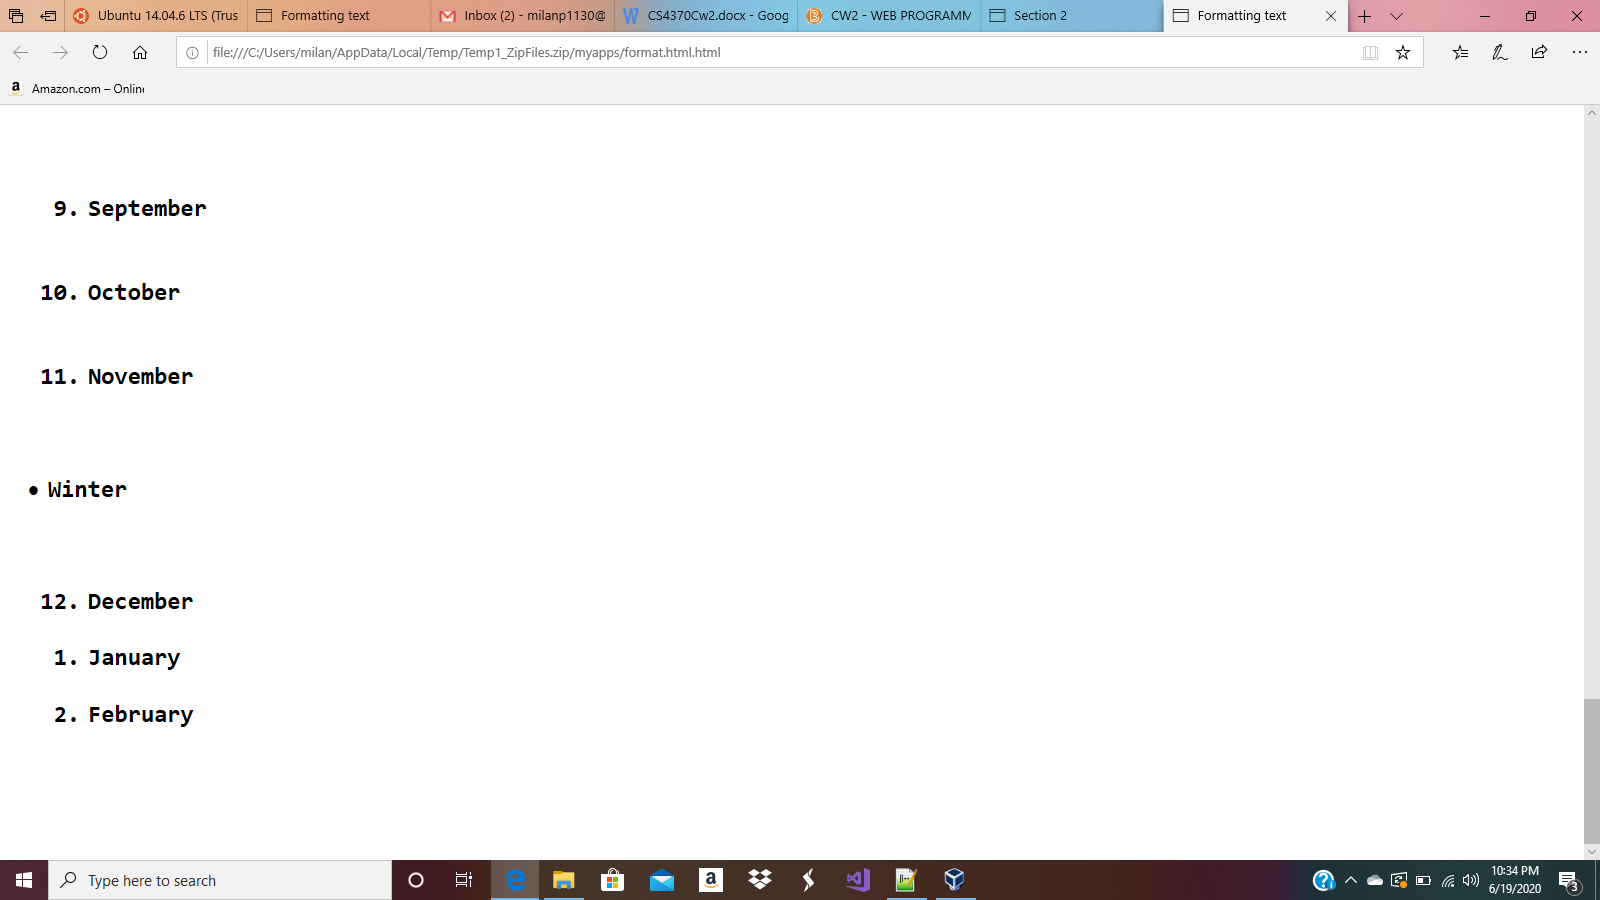 Ubuntu 14.04.6 LTS (Trus
Formatting text
Inbox (2) - milanp1130@
CS4370Cw2.docx - Goog
CW2 - WEB PROGRAMM
Section 2
Formatting text
file:///C:/Users/milan/AppData/Local/Temp/Temp1_ZipFiles.zip/myapps/format.html.html
Amazon.com – Online
9. September
10. October
11. November
• Winter
12. December
1. January
2. February
Type here to search
10:34 PM
6/19/2020
3